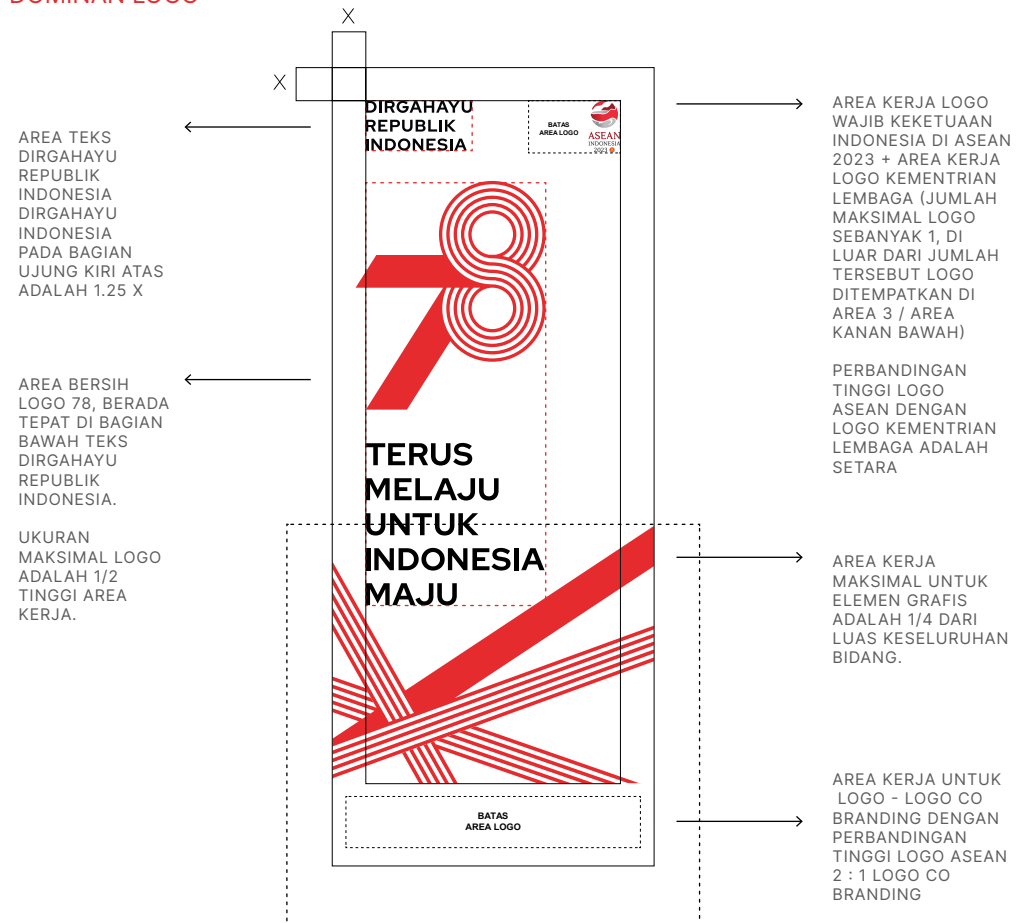 DOMINAN LOGO
X
X
AREA TEKS
DIRGAHAYU
REPUBLIK
INDONESIA
DIRGAHAYU
INDONESIA
PADA BAGIAN
UJUNG KIRI ATAS
ADALAH 1.25 X
AREA BERSIH
LOGO 78, BERADA
TEPAT DI BAGIAN
BAWAH TEKS
DIRGAHAYU
REPUBLIK
INDONESIA.
UKURAN
MAKSIMAL LOGO
ADALAH 1/2
TINGGI AREA
KERJA.
DIRGAHAYU
REPUBLIK
INDONESIA
BATAS
AREA LOGO
ASEAN
INDONESIA
2023
78
TERUS
MELAJU
UNTUK
INDONESIA
MAJU
BATAS
AREA LOGO
AREA KERJA LOGO
WAJIB KEKETUAAN
INDONESIA DI ASEAN
2023 + AREA KERJA
LOGO KEMENTRIAN
LEMBAGA (JUMLAH
MAKSIMAL LOGO
SEBANYAK 1, DI
LUAR DARI JUMLAH
TERSEBUT LOGO
DITEMPATKAN DI
AREA 3 / AREA
KANAN BAWAH)
PERBANDINGAN
TINGGI LOGO
ASEAN DENGAN
LOGO KEMENTRIAN
LEMBAGA ADALAH
SETARA
AREA KERJA
MAKSIMAL UNTUK
ELEMEN GRAFIS
ADALAH 1/4 DARI
LUAS KESELURUHAN
BIDANG.
AREA KERJA UNTUK
LOGO - LOGO CO
BRANDING DENGAN
PERBANDINGAN
TINGGI LOGO ASEAN
2 : 1 LOGO CO
BRANDING